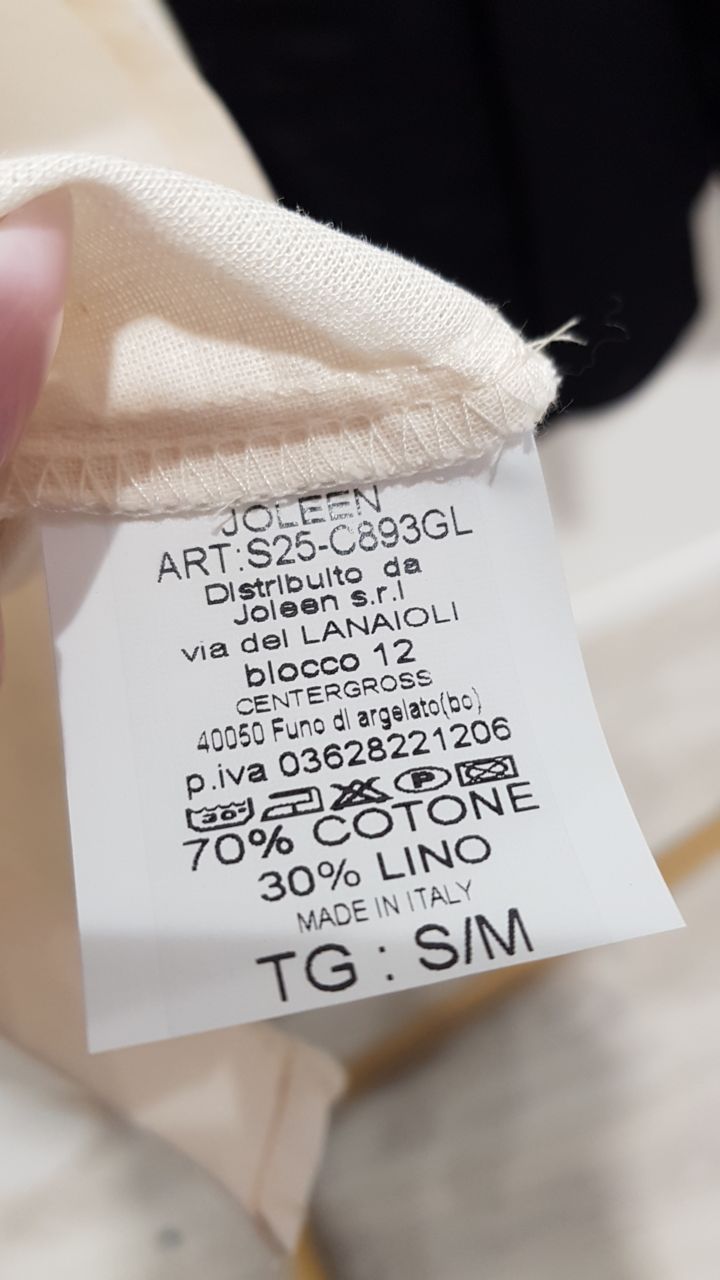 JOLEEN
ART:S25-C893GL
Distribuito da
Joleen s.r.l
via dei LANAIOLI
blocco 12
CENTERGROSS
40050 Funo di argelato(bo)
p.iva 03628221206
30° P
70% COTONE
30% LINO
MADE IN ITALY
TG : S/M